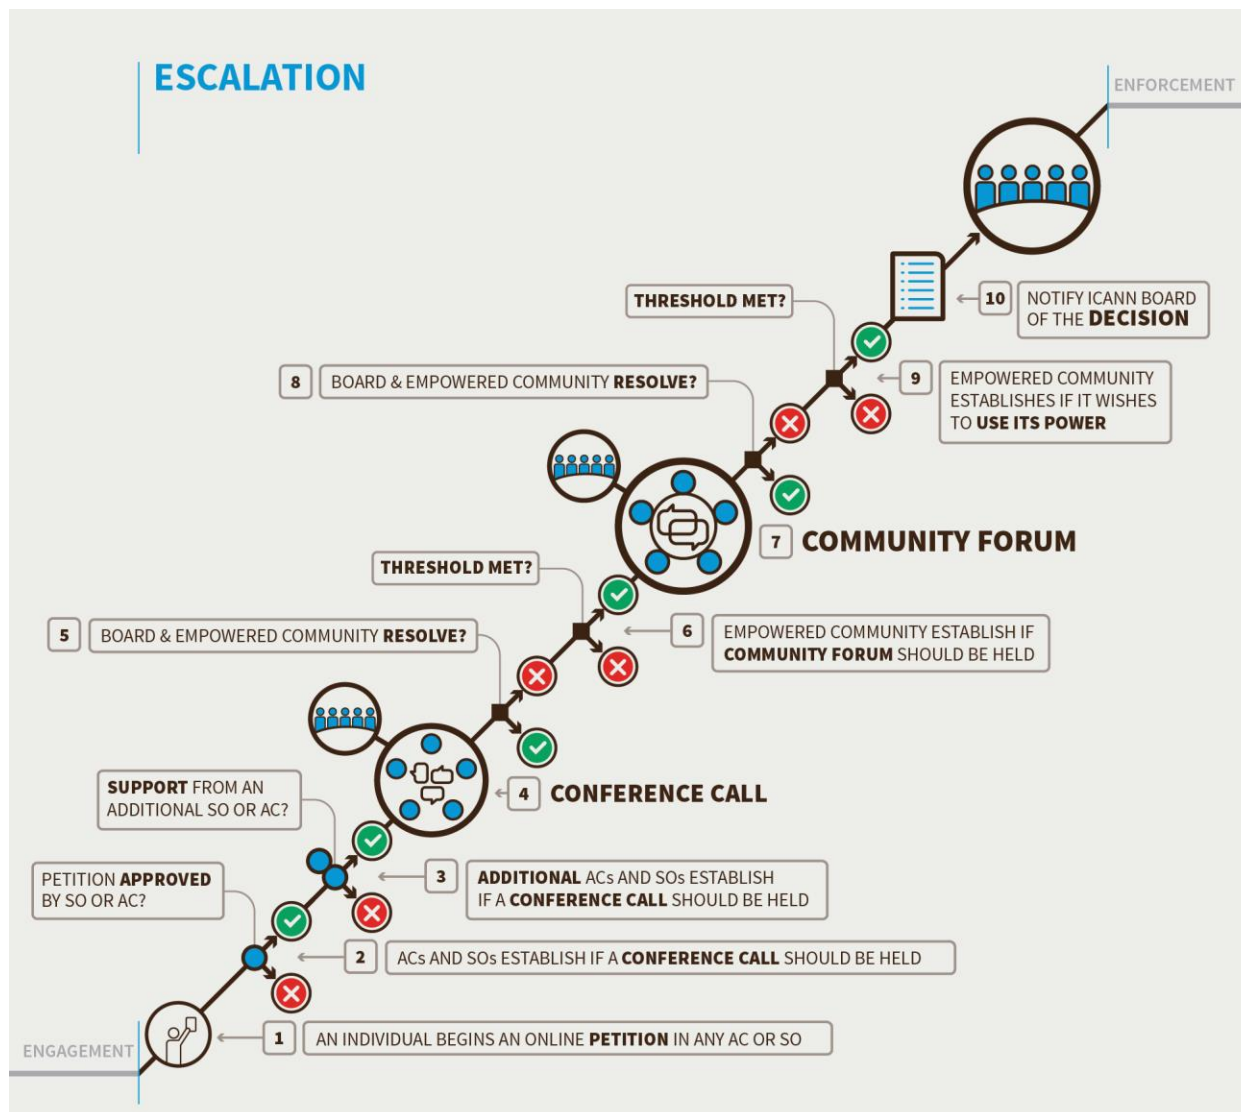 ESCALATION
ENFORCEMENT
10
NOTIFY ICANN BOARD
OF THE DECISION
THRESHOLD MET?
9
EMPOWERED COMMUNITY
ESTABLISHES IF IT WISHES
TO USE ITS POWER
8
BOARD & EMPOWERED COMMUNITY RESOLVE?
7
COMMUNITY FORUM
THRESHOLD MET?
6
EMPOWERED COMMUNITY ESTABLISH IF
COMMUNITY FORUM SHOULD BE HELD
5
BOARD & EMPOWERED COMMUNITY RESOLVE?
4
CONFERENCE CALL
SUPPORT FROM AN
ADDITIONAL SO OR AC?
3
ADDITIONAL ACs AND SOs ESTABLISH
IF A CONFERENCE CALL SHOULD BE HELD
PETITION APPROVED
BY SO OR AC?
2
ACs AND SOs ESTABLISH IF A CONFERENCE CALL SHOULD BE HELD
1
AN INDIVIDUAL BEGINS AN ONLINE PETITION IN ANY AC OR SO
ENGAGEMENT